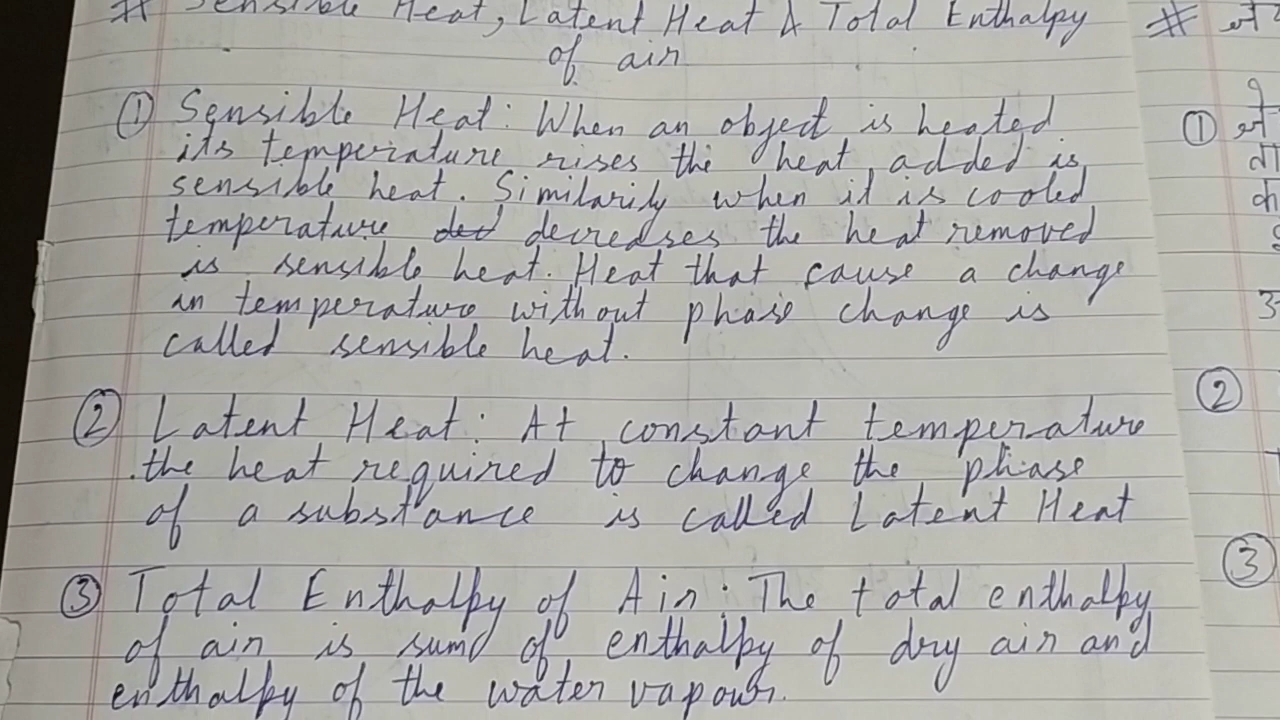 # Sensible Heat, Latent Heat & Total Enthalpy
of air
① Sensible Heat: When an object is heated
its temperature rises the heat added is
sensible heat. Similarily when it is cooled
temperature decreases the heat removed
is sensible heat. Heat that cause a change
in temperature without phase change is
called sensible heat.
② Latent Heat: At constant temperature
the heat required to change the phase
of a substance is called Latent Heat
③ Total Enthalpy of Air: The total enthalpy
of air is sum of enthalpy of dry air and
enthalpy of the water vapour.
#
①
②
③